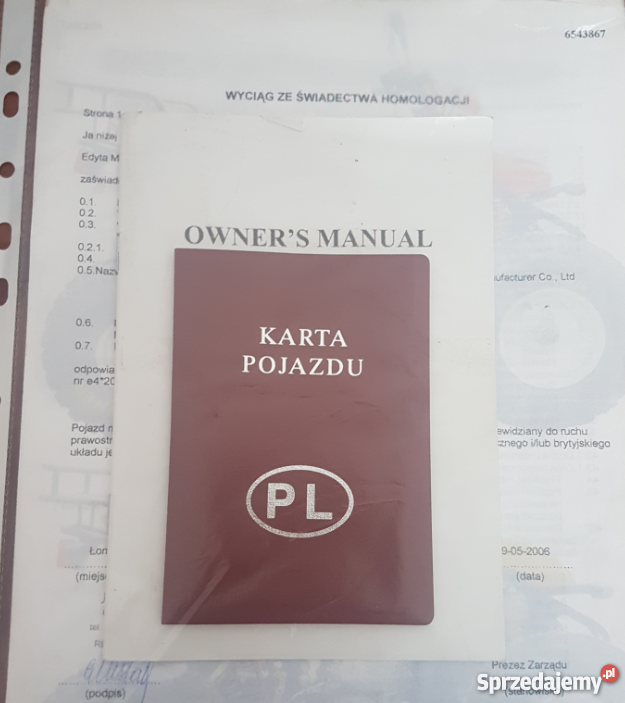 6543867
WYCIĄG ZE ŚWIADECTWA HOMOLOGACJI
Strona 1
Ja niżej
Edyta M
zaświad
0.1
0.2.
0.3.
OWNER'S MANUAL
0.2.1.
0.4.
0.5.Nazw
ufacturer Co., Ltd
0.6.
0.7.
KARTA
POJAZDU
odpowia
nr e4*20
Pojazd m
ewidziany do ruchu
prawostr
znego i/lub brytyjskiego
układu je
PL
Łom
9-05-2006
(miejs
(data)
Prezez Zarządu
(podpis)
(stanowisko)
Sprzedajemy.pl